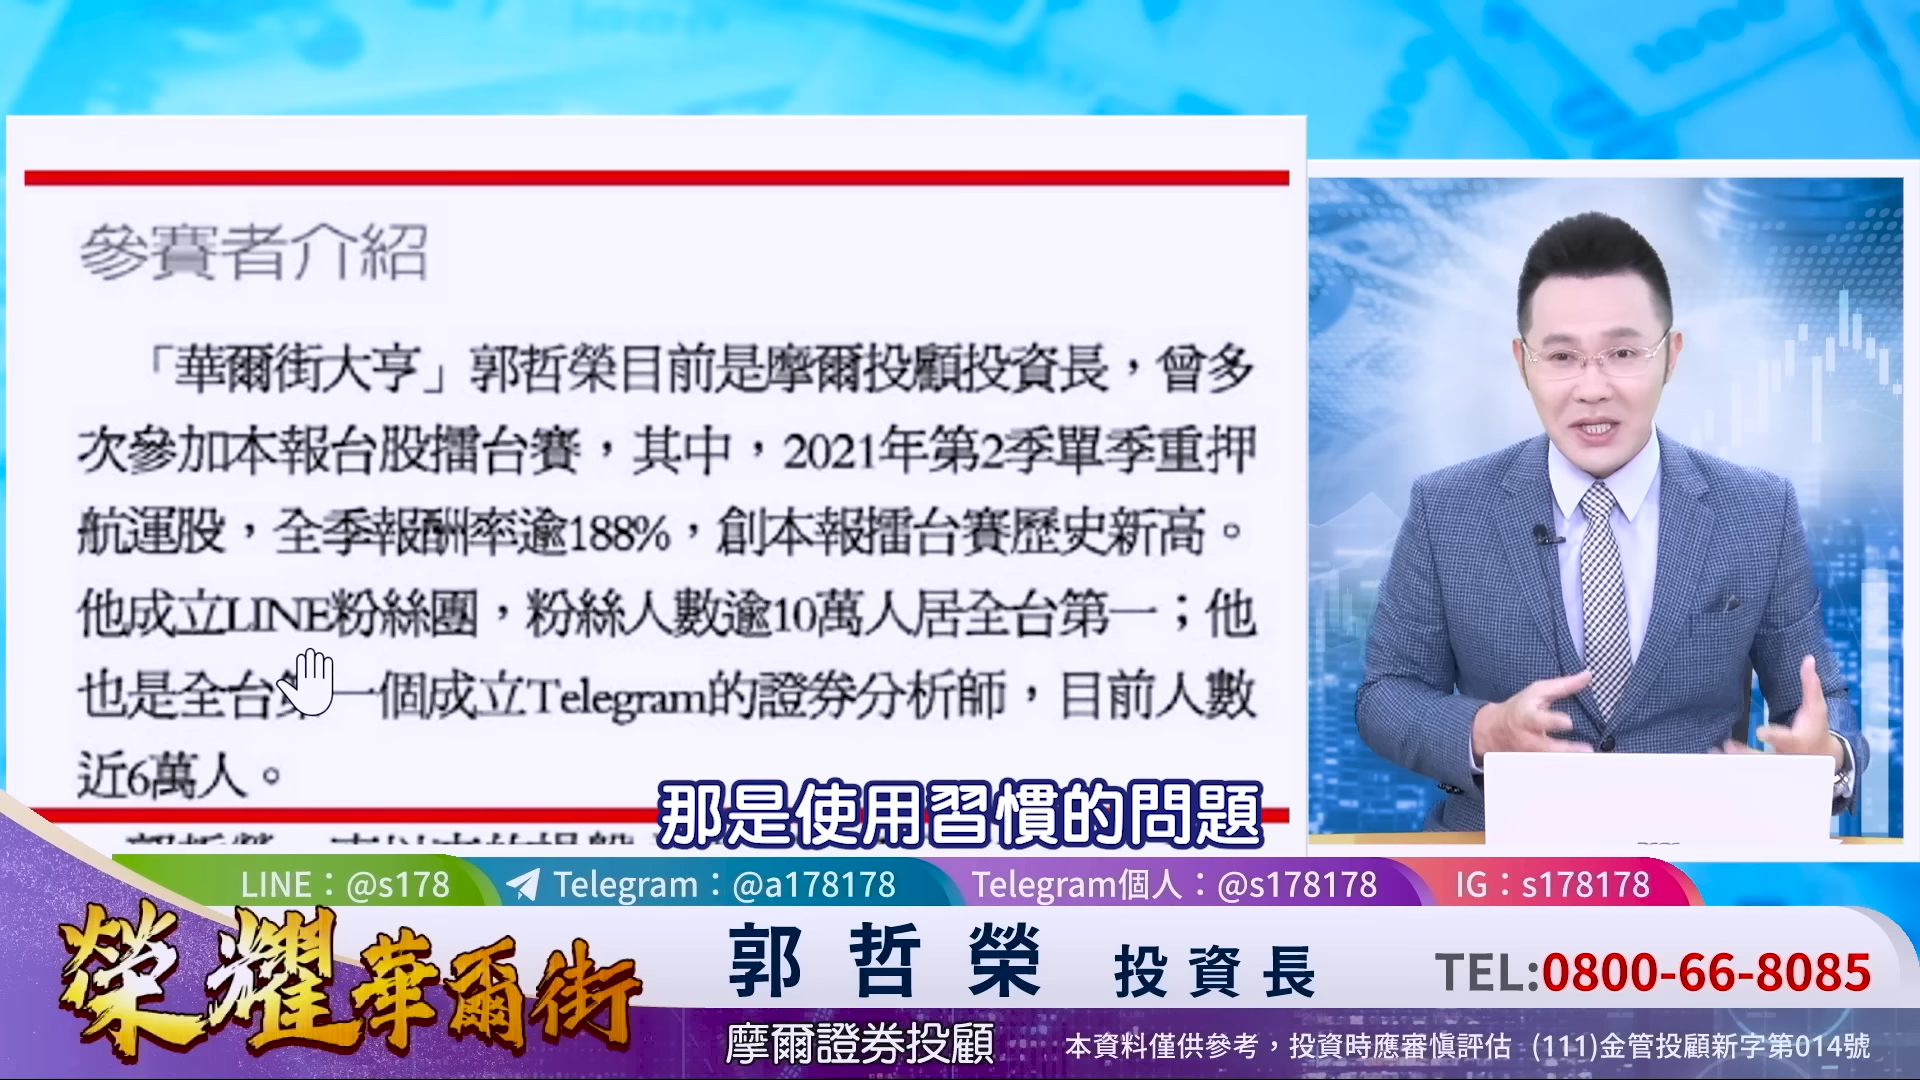 參賽者介紹
「華爾街大亨」郭哲榮目前是摩爾投顧投資長，曾多
次參加本報台股擂台賽，其中，2021年第2季單季重押
航運股，全季報酬率逾188%，創本報擂台賽歷史新高。
他成立LINE粉絲團，粉絲人數逾10萬人居全台第一；他
也是全台第一個成立Telegram的證券分析師，目前人數
近6萬人。
那是使用習慣的問題
LINE：@s178 Telegram：@a178178 Telegram個人：@s178178 IG：s178178
榮耀華爾街
郭哲榮 投資長 TEL:0800-66-8085
摩爾證券投顧 本資料僅供參考，投資時應審慎評估 (111)金管投顧新字第014號